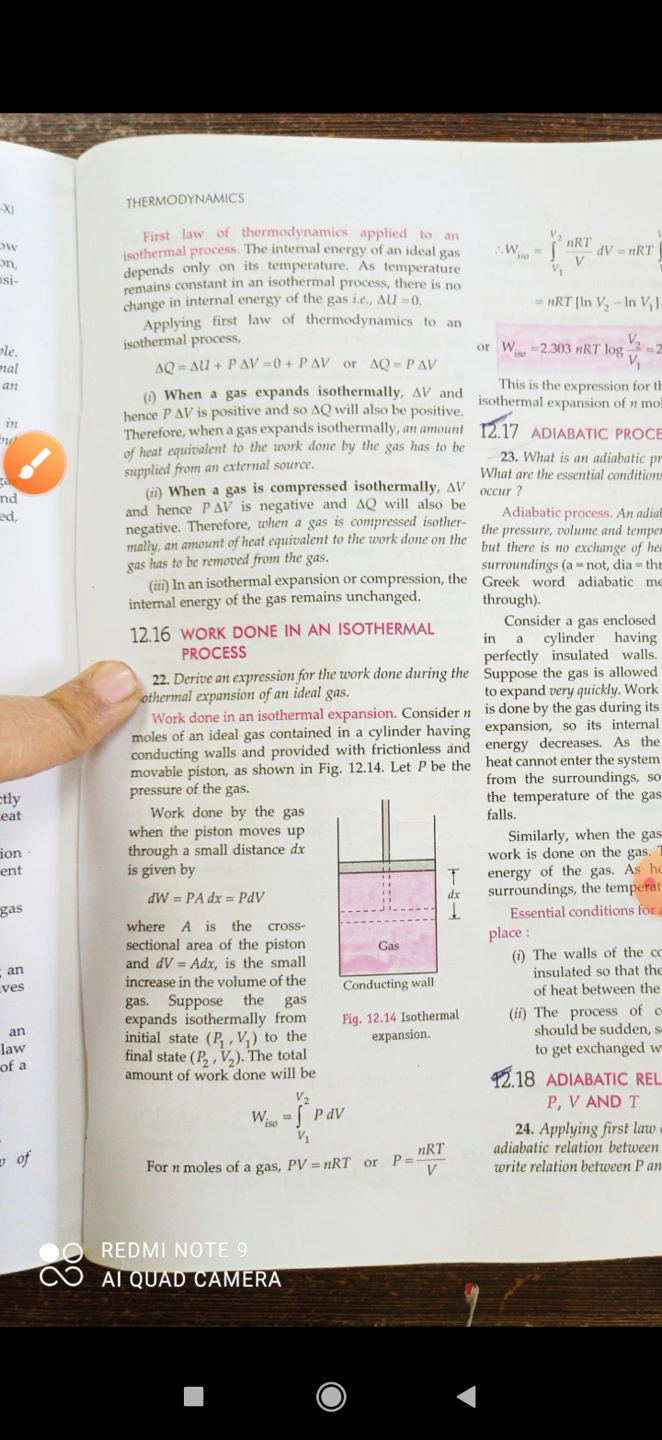 THERMODYNAMICS
First law of thermodynamics applied to an
isothermal process. The internal energy of an ideal gas
depends only on its temperature. As temperature
remains constant in an isothermal process, there is no
change in internal energy of the gas i.e., ΔU = 0.
Applying first law of thermodynamics to an
isothermal process,
ΔQ = ΔU + P ΔV = 0 + P ΔV or ΔQ = P ΔV
(i) When a gas expands isothermally, ΔV and
hence P ΔV is positive and so ΔQ will also be positive.
Therefore, when a gas expands isothermally, an amount
of heat equivalent to the work done by the gas has to be
supplied from an external source.
(ii) When a gas is compressed isothermally, ΔV
and hence P ΔV is negative and ΔQ will also be
negative. Therefore, when a gas is compressed isother-
mally, an amount of heat equivalent to the work done on the
gas has to be removed from the gas.
(iii) In an isothermal expansion or compression, the
internal energy of the gas remains unchanged.
12.16 WORK DONE IN AN ISOTHERMAL
PROCESS
22. Derive an expression for the work done during the
othermal expansion of an ideal gas.
Work done in an isothermal expansion. Consider n
moles of an ideal gas contained in a cylinder having
conducting walls and provided with frictionless and
movable piston, as shown in Fig. 12.14. Let P be the
pressure of the gas.
Work done by the gas
when the piston moves up
through a small distance dx
is given by
dW = PA dx = PdV
where A is the cross-
sectional area of the piston
and dV = Adx, is the small
increase in the volume of the
gas. Suppose the gas
expands isothermally from
initial state (P₁, V₁) to the
final state (P₂, V₂). The total
amount of work done will be
dx
Gas
Conducting wall
Fig. 12.14 Isothermal
expansion.
W_iso = ∫_{V₁}^{V₂} P dV
For n moles of a gas, PV = nRT or P = nRT/V
∴ W_iso = ∫_{V₁}^{V₂} nRT/V dV = nRT
= nRT [ln V₂ − ln V₁]
or W_iso = 2.303 nRT log V₂/V₁ = 2
This is the expression for th
isothermal expansion of n mol
12.17 ADIABATIC PROCE
23. What is an adiabatic pr
What are the essential conditions
occur ?
Adiabatic process. An adiab
the pressure, volume and temper
but there is no exchange of hea
surroundings (a = not, dia = thr
Greek word adiabatic me
through).
Consider a gas enclosed
in a cylinder having
perfectly insulated walls.
Suppose the gas is allowed
to expand very quickly. Work
is done by the gas during its
expansion, so its internal
energy decreases. As the
heat cannot enter the system
from the surroundings, so
the temperature of the gas
falls.
Similarly, when the gas
work is done on the gas.
energy of the gas. As he
surroundings, the temperat
Essential conditions for a
place :
(i) The walls of the co
insulated so that the
of heat between the
(ii) The process of co
should be sudden, s
to get exchanged w
12.18 ADIABATIC REL
P, V AND T
24. Applying first law
adiabatic relation between
write relation between P an
REDMI NOTE 9
AI QUAD CAMERA